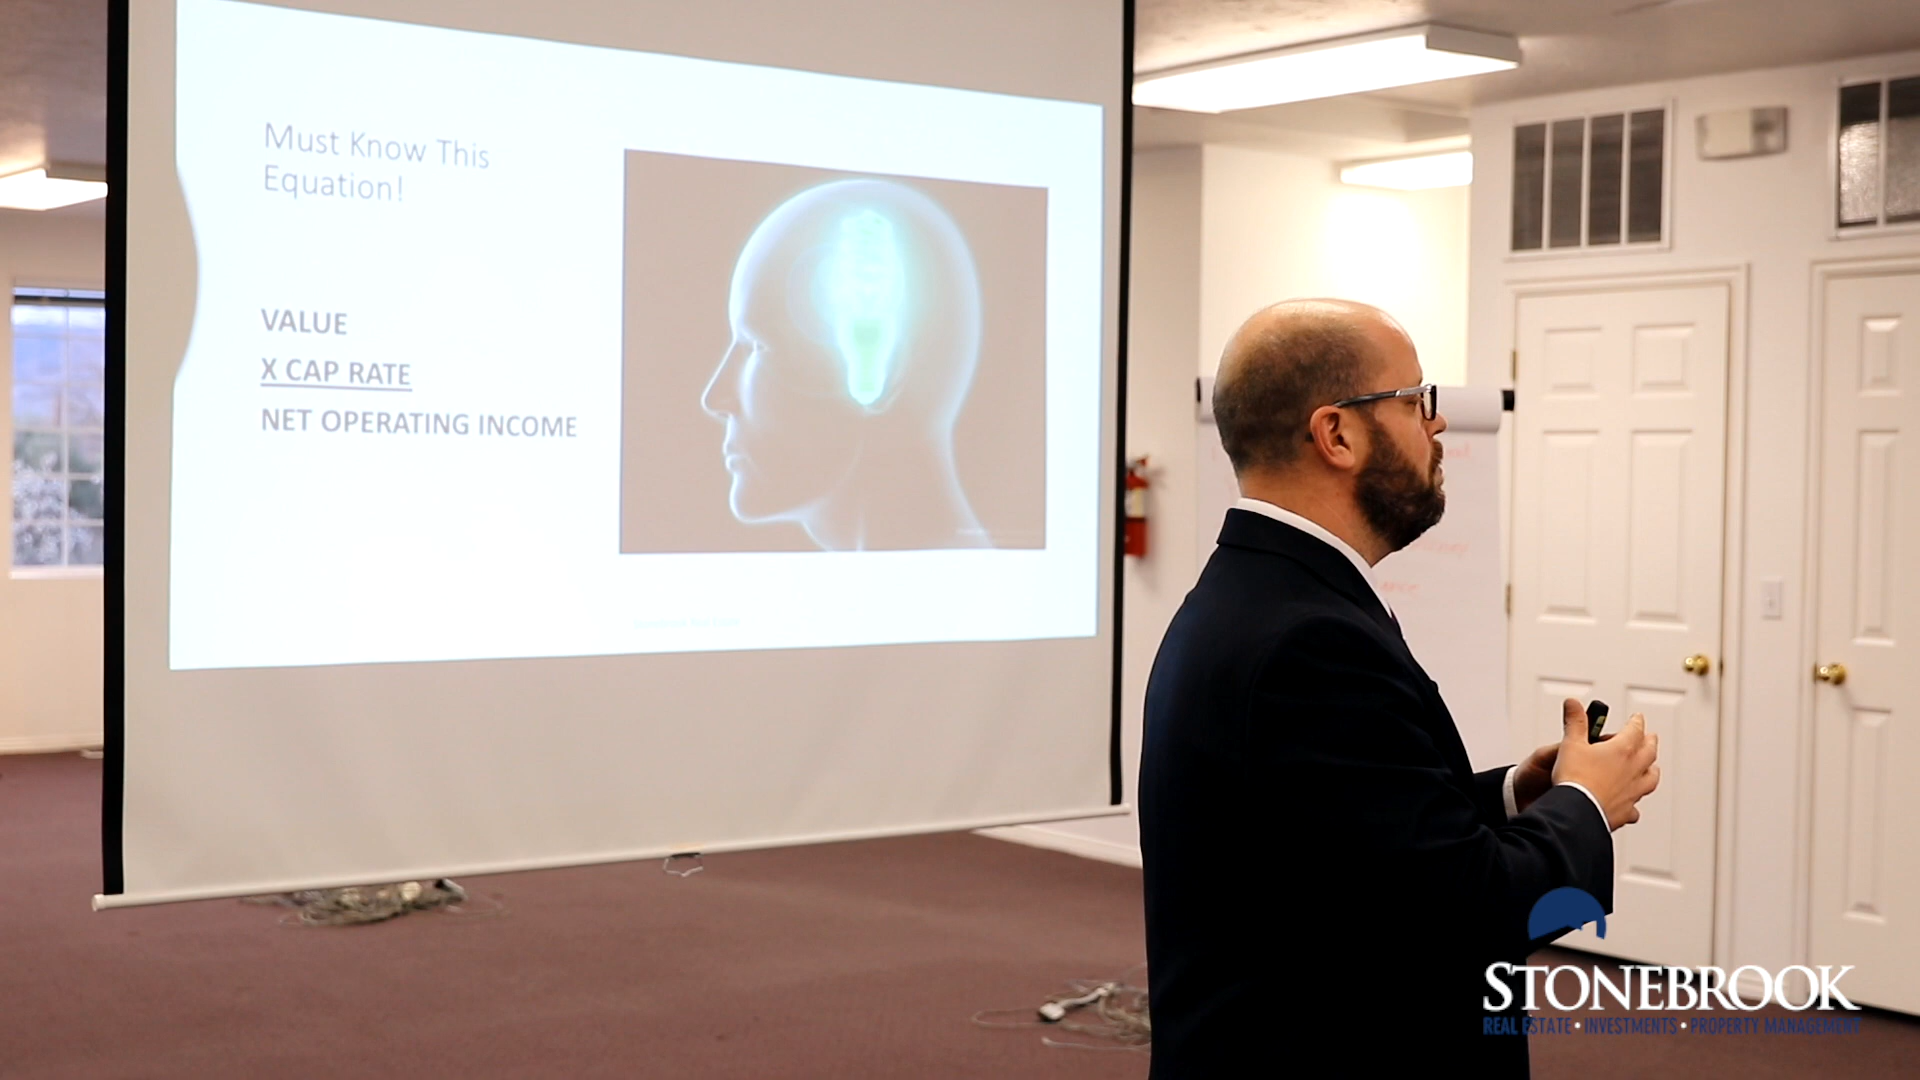 Must Know This
Equation!
VALUE
X CAP RATE
NET OPERATING INCOME
STONEBROOK
REAL ESTATE • INVESTMENTS • PROPERTY MANAGEMENT